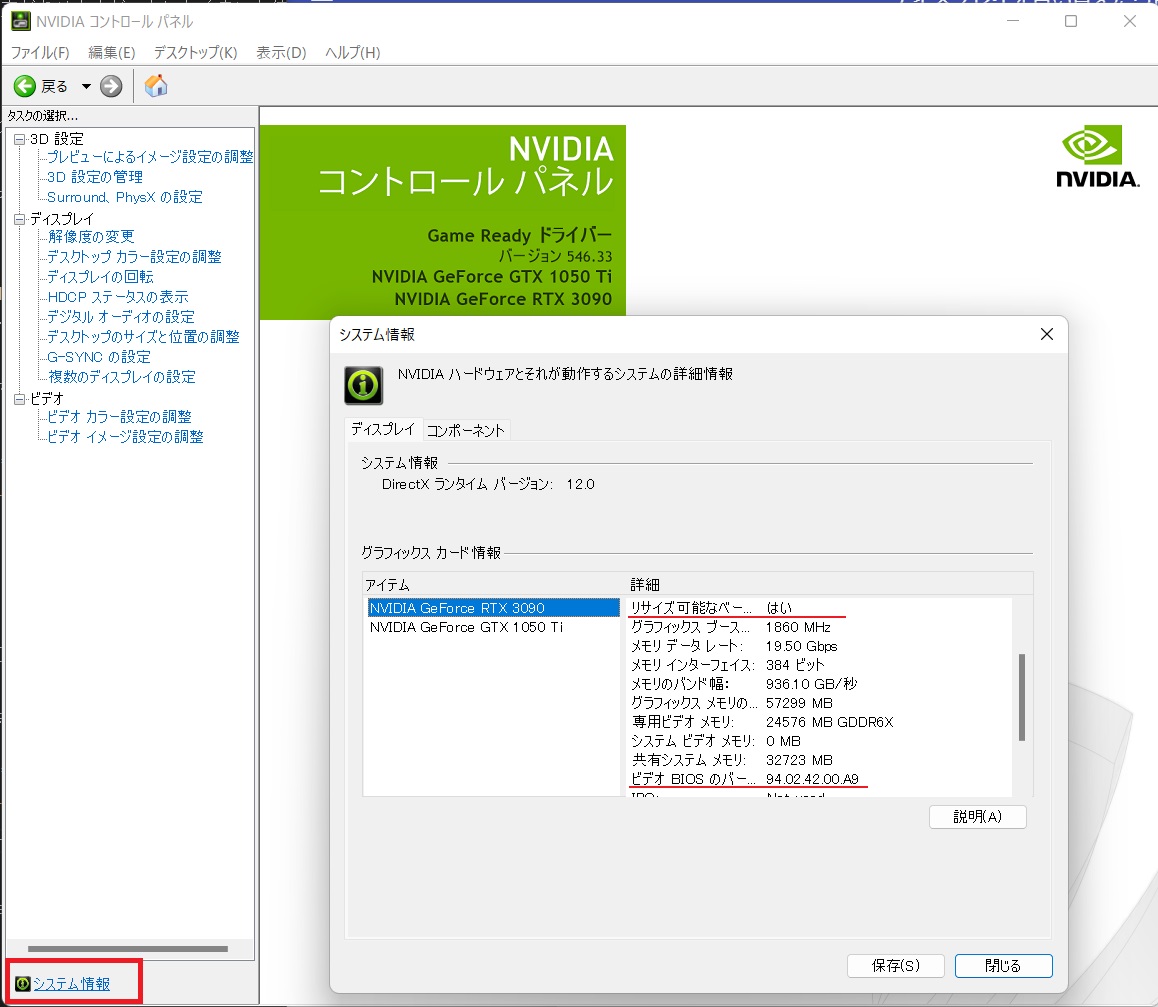 NVIDIA コントロール パネル
ファイル(F) 編集(E) デスクトップ(K) 表示(D) ヘルプ(H)
戻る
タスクの選択...
3D 設定
プレビューによるイメージ設定の調整
3D 設定の管理
Surround、PhysX の設定
ディスプレイ
解像度の変更
デスクトップ カラー設定の調整
ディスプレイの回転
HDCP ステータスの表示
デジタル オーディオの設定
デスクトップのサイズと位置の調整
G-SYNC の設定
複数のディスプレイの設定
ビデオ
ビデオ カラー設定の調整
ビデオ イメージ設定の調整
システム情報
NVIDIA
コントロール パネル
Game Ready ドライバー
バージョン 546.33
NVIDIA GeForce GTX 1050 Ti
NVIDIA GeForce RTX 3090
NVIDIA.
システム情報
NVIDIA ハードウェアとそれが動作するシステムの詳細情報
ディスプレイ コンポーネント
システム情報
DirectX ランタイム バージョン: 12.0
グラフィックス カード情報
アイテム
NVIDIA GeForce RTX 3090
NVIDIA GeForce GTX 1050 Ti
詳細
リサイズ可能なベー... はい
グラフィックス ブース... 1860 MHz
メモリ データ レート: 19.50 Gbps
メモリ インターフェイス: 384 ビット
メモリのバンド幅: 936.10 GB/秒
グラフィックス メモリの... 57299 MB
専用ビデオ メモリ: 24576 MB GDDR6X
システム ビデオ メモリ: 0 MB
共有システム メモリ: 32723 MB
ビデオ BIOS のバー... 94.02.42.00.A9
IRQ: Not used
説明(A)
保存(S) 閉じる